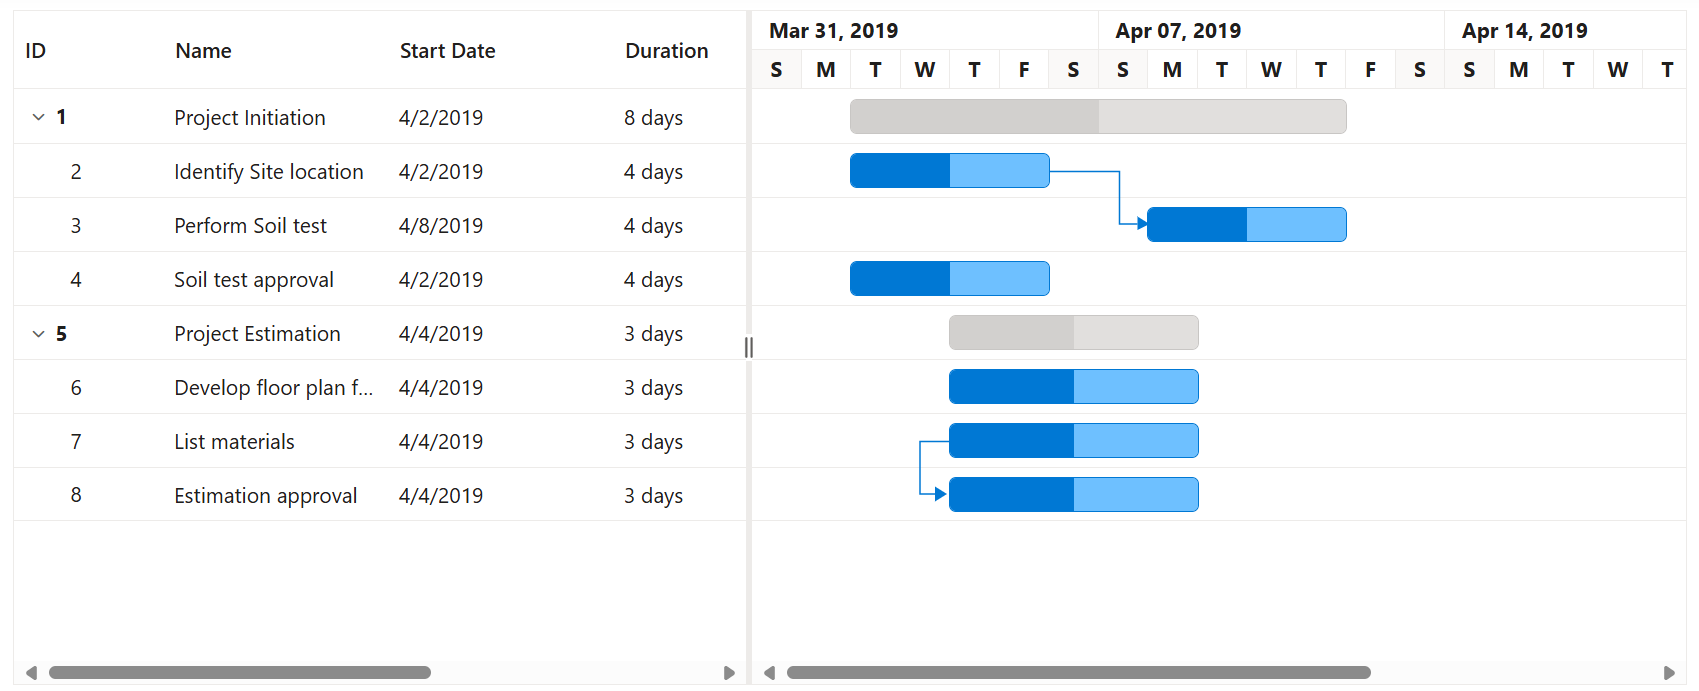 ID Name Start Date Duration
Mar 31, 2019 Apr 07, 2019 Apr 14, 2019
S M T W T F S S M T W T F S S M T W T
1 Project Initiation 4/2/2019 8 days
2 Identify Site location 4/2/2019 4 days
3 Perform Soil test 4/8/2019 4 days
4 Soil test approval 4/2/2019 4 days
5 Project Estimation 4/4/2019 3 days
6 Develop floor plan f... 4/4/2019 3 days
7 List materials 4/4/2019 3 days
8 Estimation approval 4/4/2019 3 days